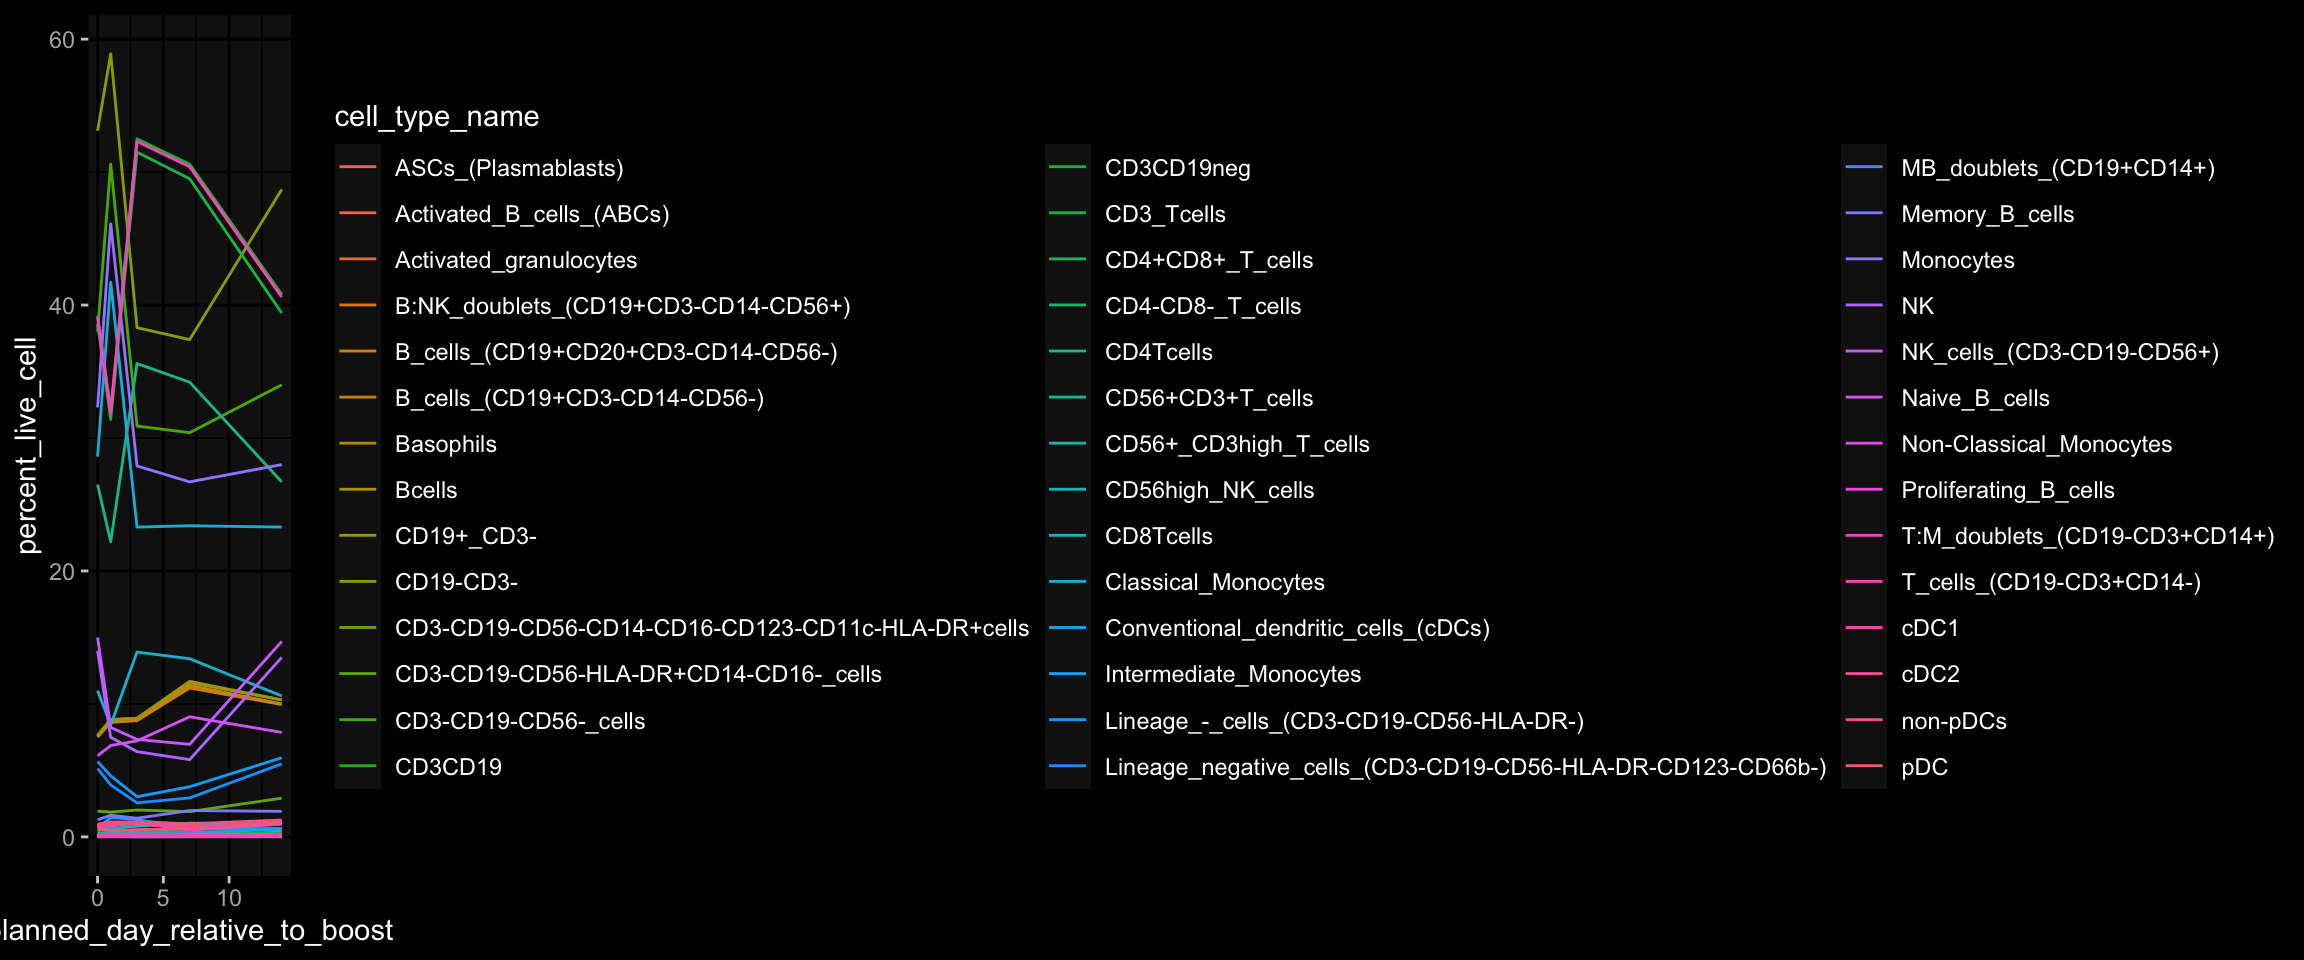 60
40
20
0
percent_live_cell
0 5 10
lanned_day_relative_to_boost
cell_type_name
ASCs_(Plasmablasts)
Activated_B_cells_(ABCs)
Activated_granulocytes
B:NK_doublets_(CD19+CD3-CD14-CD56+)
B_cells_(CD19+CD20+CD3-CD14-CD56-)
B_cells_(CD19+CD3-CD14-CD56-)
Basophils
Bcells
CD19+_CD3-
CD19-CD3-
CD3-CD19-CD56-CD14-CD16-CD123-CD11c-HLA-DR+cells
CD3-CD19-CD56-HLA-DR+CD14-CD16-_cells
CD3-CD19-CD56-_cells
CD3CD19
CD3CD19neg
CD3_Tcells
CD4+CD8+_T_cells
CD4-CD8-_T_cells
CD4Tcells
CD56+CD3+T_cells
CD56+_CD3high_T_cells
CD56high_NK_cells
CD8Tcells
Classical_Monocytes
Conventional_dendritic_cells_(cDCs)
Intermediate_Monocytes
Lineage_-_cells_(CD3-CD19-CD56-HLA-DR-)
Lineage_negative_cells_(CD3-CD19-CD56-HLA-DR-CD123-CD66b-)
MB_doublets_(CD19+CD14+)
Memory_B_cells
Monocytes
NK
NK_cells_(CD3-CD19-CD56+)
Naive_B_cells
Non-Classical_Monocytes
Proliferating_B_cells
T:M_doublets_(CD19-CD3+CD14+)
T_cells_(CD19-CD3+CD14-)
cDC1
cDC2
non-pDCs
pDC